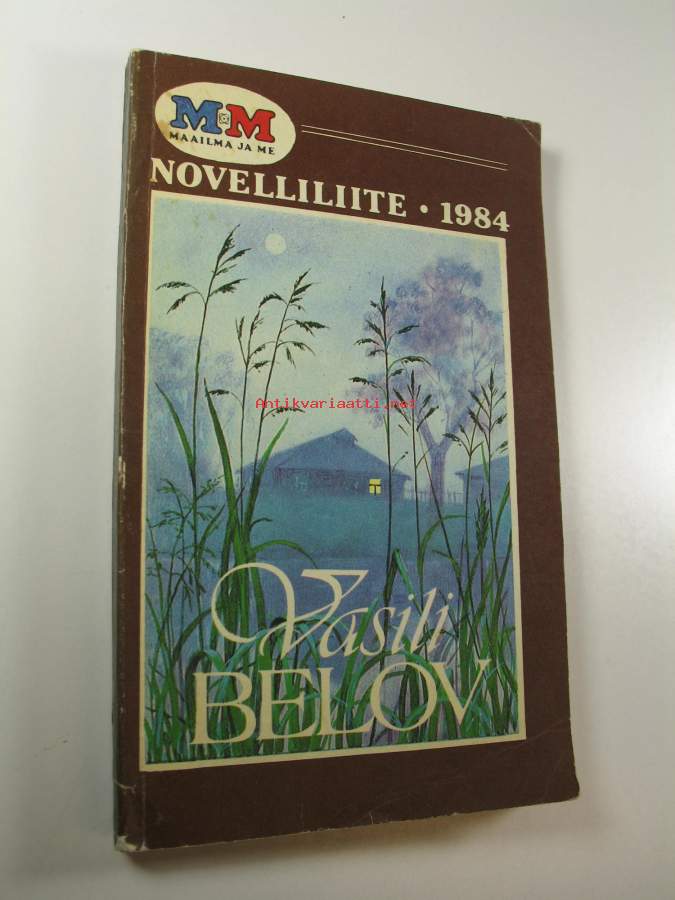 M M
MAAILMA JA ME
NOVELLILIITE • 1984
Antikvariaatti.net
Vasili
BELOV